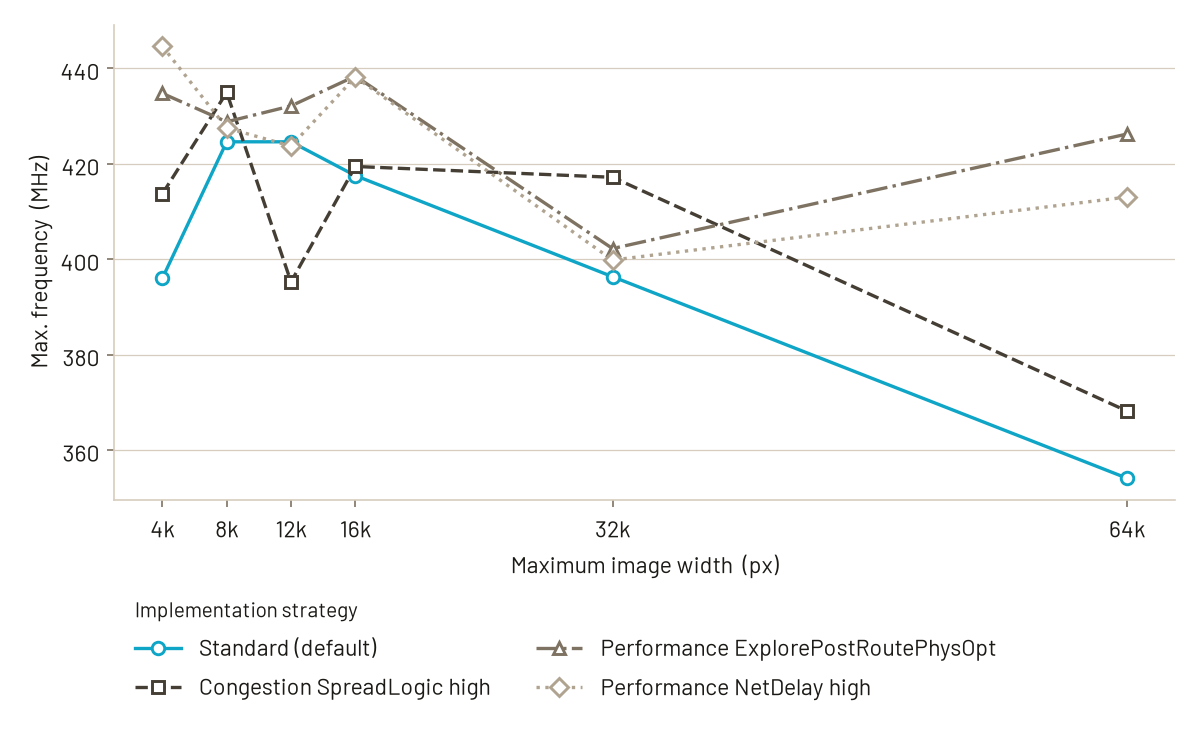 Max. frequency (MHz)
440
420
400
380
360
4k 8k 12k 16k 32k 64k
Maximum image width (px)
Implementation strategy
Standard (default)
Performance ExplorePostRoutePhysOpt
Congestion SpreadLogic high
Performance NetDelay high